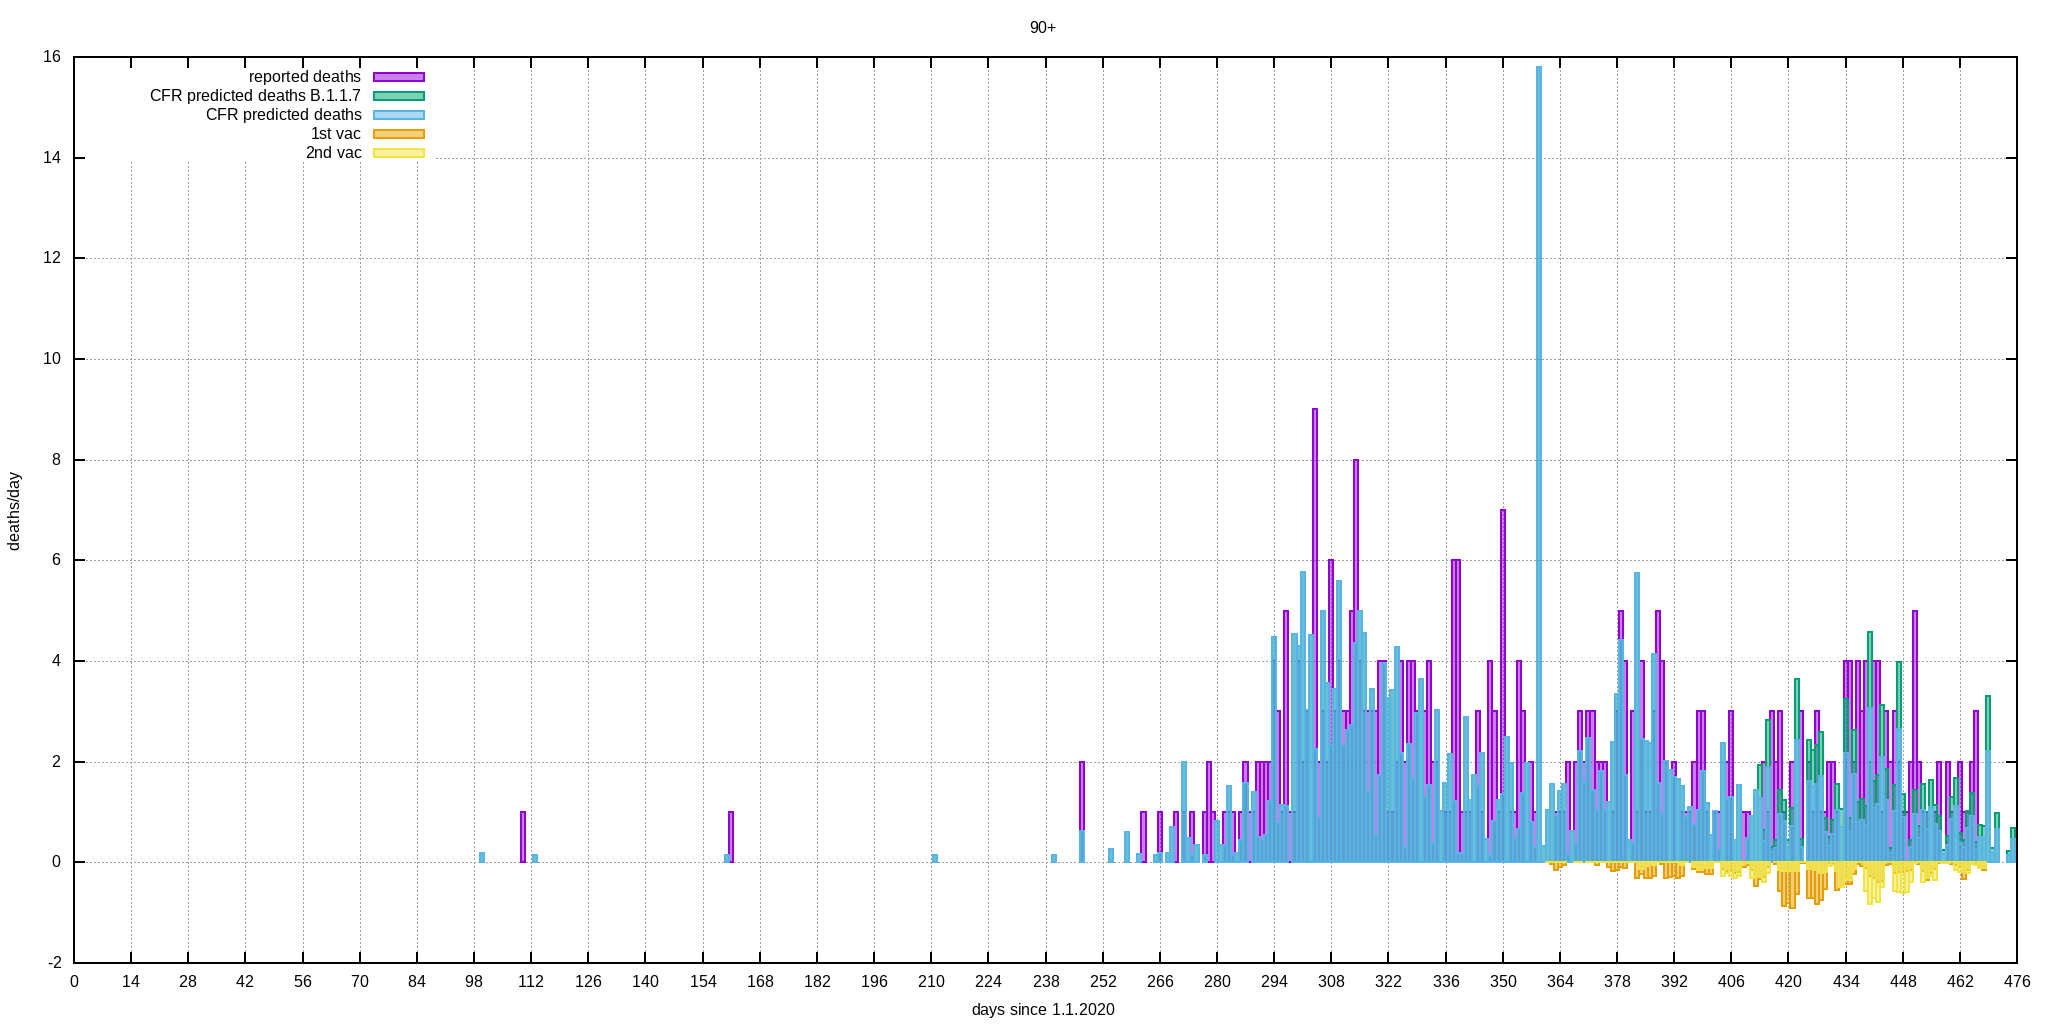 90+
16
14
12
10
8
6
4
2
0
-2
deaths/day
reported deaths
CFR predicted deaths B.1.1.7
CFR predicted deaths
1st vac
2nd vac
0 14 28 42 56 70 84 98 112 126 140 154 168 182 196 210 224 238 252 266 280 294 308 322 336 350 364 378 392 406 420 434 448 462 476
days since 1.1.2020